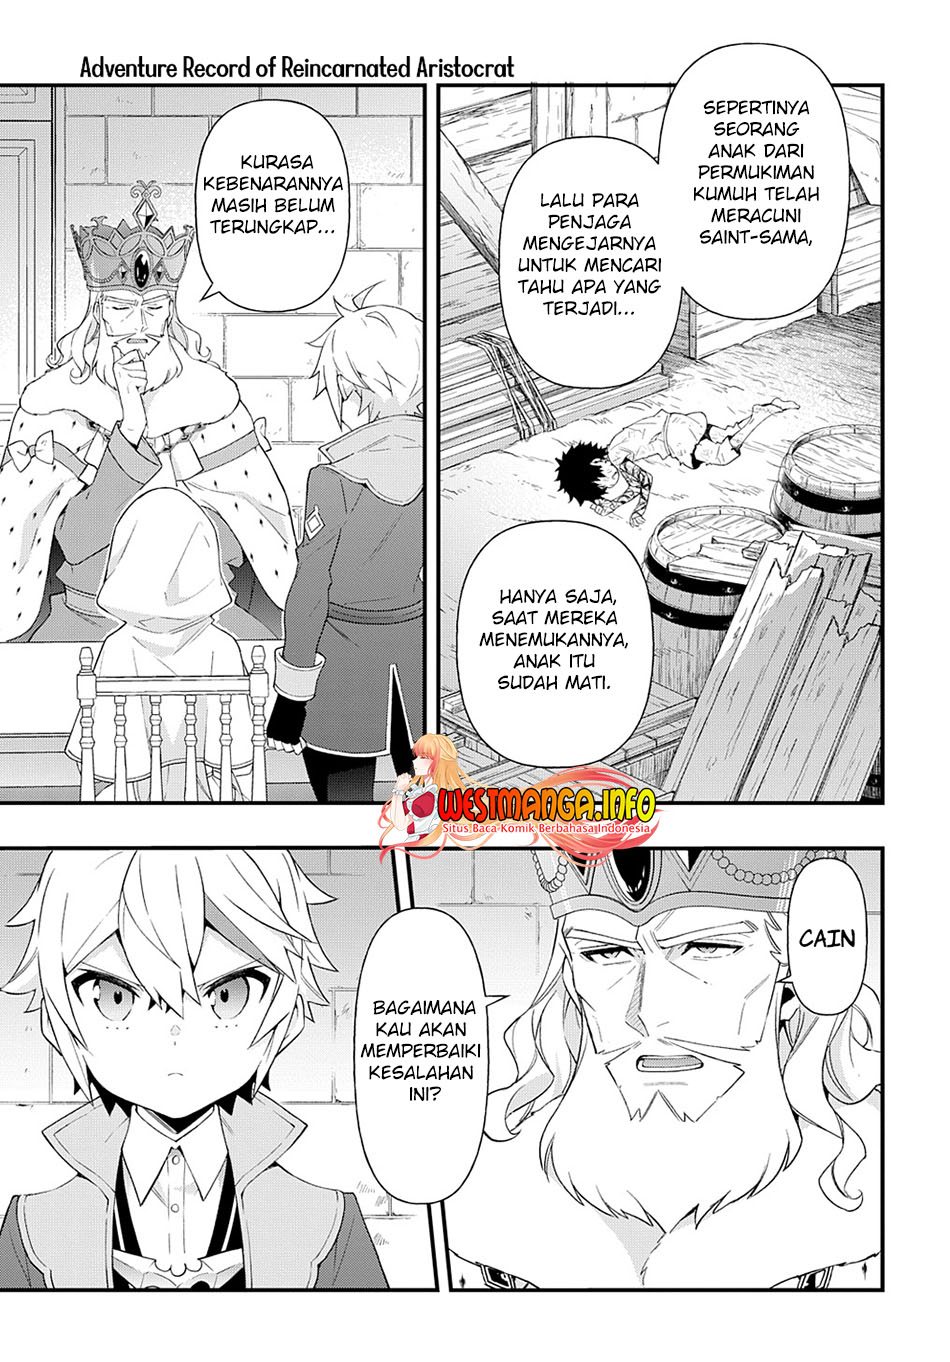 Adventure Record of Reincarnated Aristocrat
SEPERTINYA
SEORANG
ANAK DARI
PERMUKIMAN
KUMUH TELAH
MERACUNI
SAINT-SAMA,
LALU PARA
PENJAGA
MENGEJARNYA
UNTUK MENCARI
TAHU APA YANG
TERJADI...
HANYA SAJA,
SAAT MEREKA
MENEMUKANNYA,
ANAK ITU
SUDAH MATI.
KURASA
KEBENARANNYA
MASIH BELUM
TERUNGKAP...
WESTMANGA.INFO
Situs Baca Komik Berbahasa Indonesia
CAIN
BAGAIMANA
KAU AKAN
MEMPERBAIKI
KESALAHAN
INI?